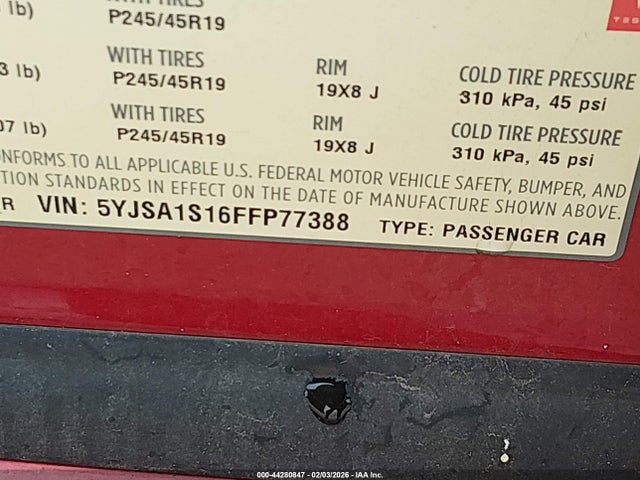 lb) P245/45R19
WITH TIRES RIM COLD TIRE PRESSURE
3 lb) P245/45R19 19X8 J 310 kPa, 45 psi
WITH TIRES RIM COLD TIRE PRESSURE
07 lb) P245/45R19 19X8 J 310 kPa, 45 psi
ONFORMS TO ALL APPLICABLE U.S. FEDERAL MOTOR VEHICLE SAFETY, BUMPER, AND
TION STANDARDS IN EFFECT ON THE DATE OF MANUFACTURE SHOWN ABOVE.
R VIN: 5YJSA1S16FFP77388 TYPE: PASSENGER CAR
000-44280847 - 02/03/2026 - IAA Inc.